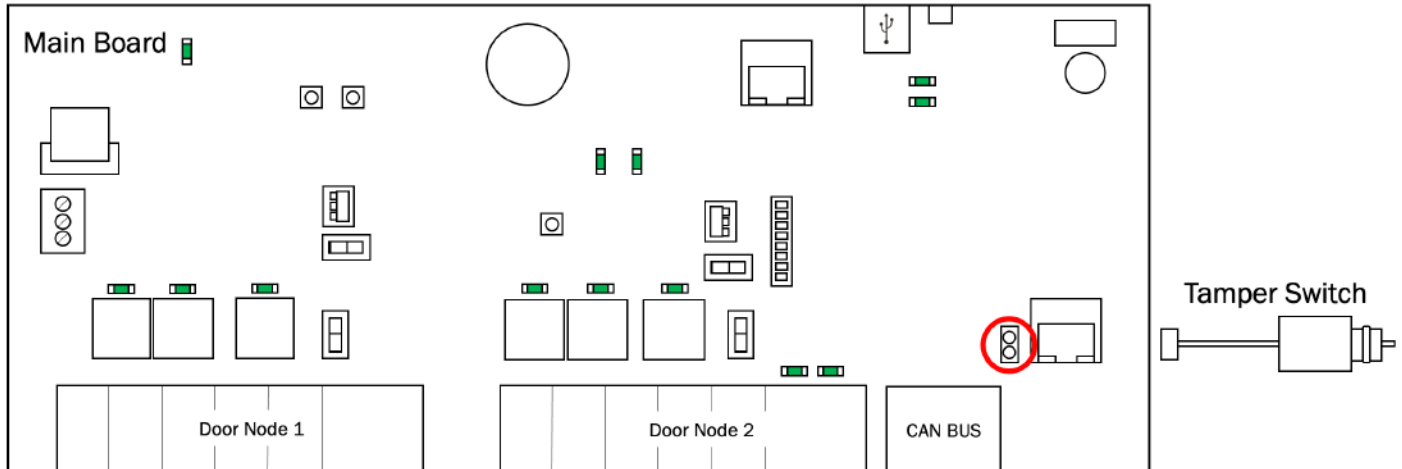 Main Board
Tamper Switch
Door Node 1
Door Node 2
CAN BUS